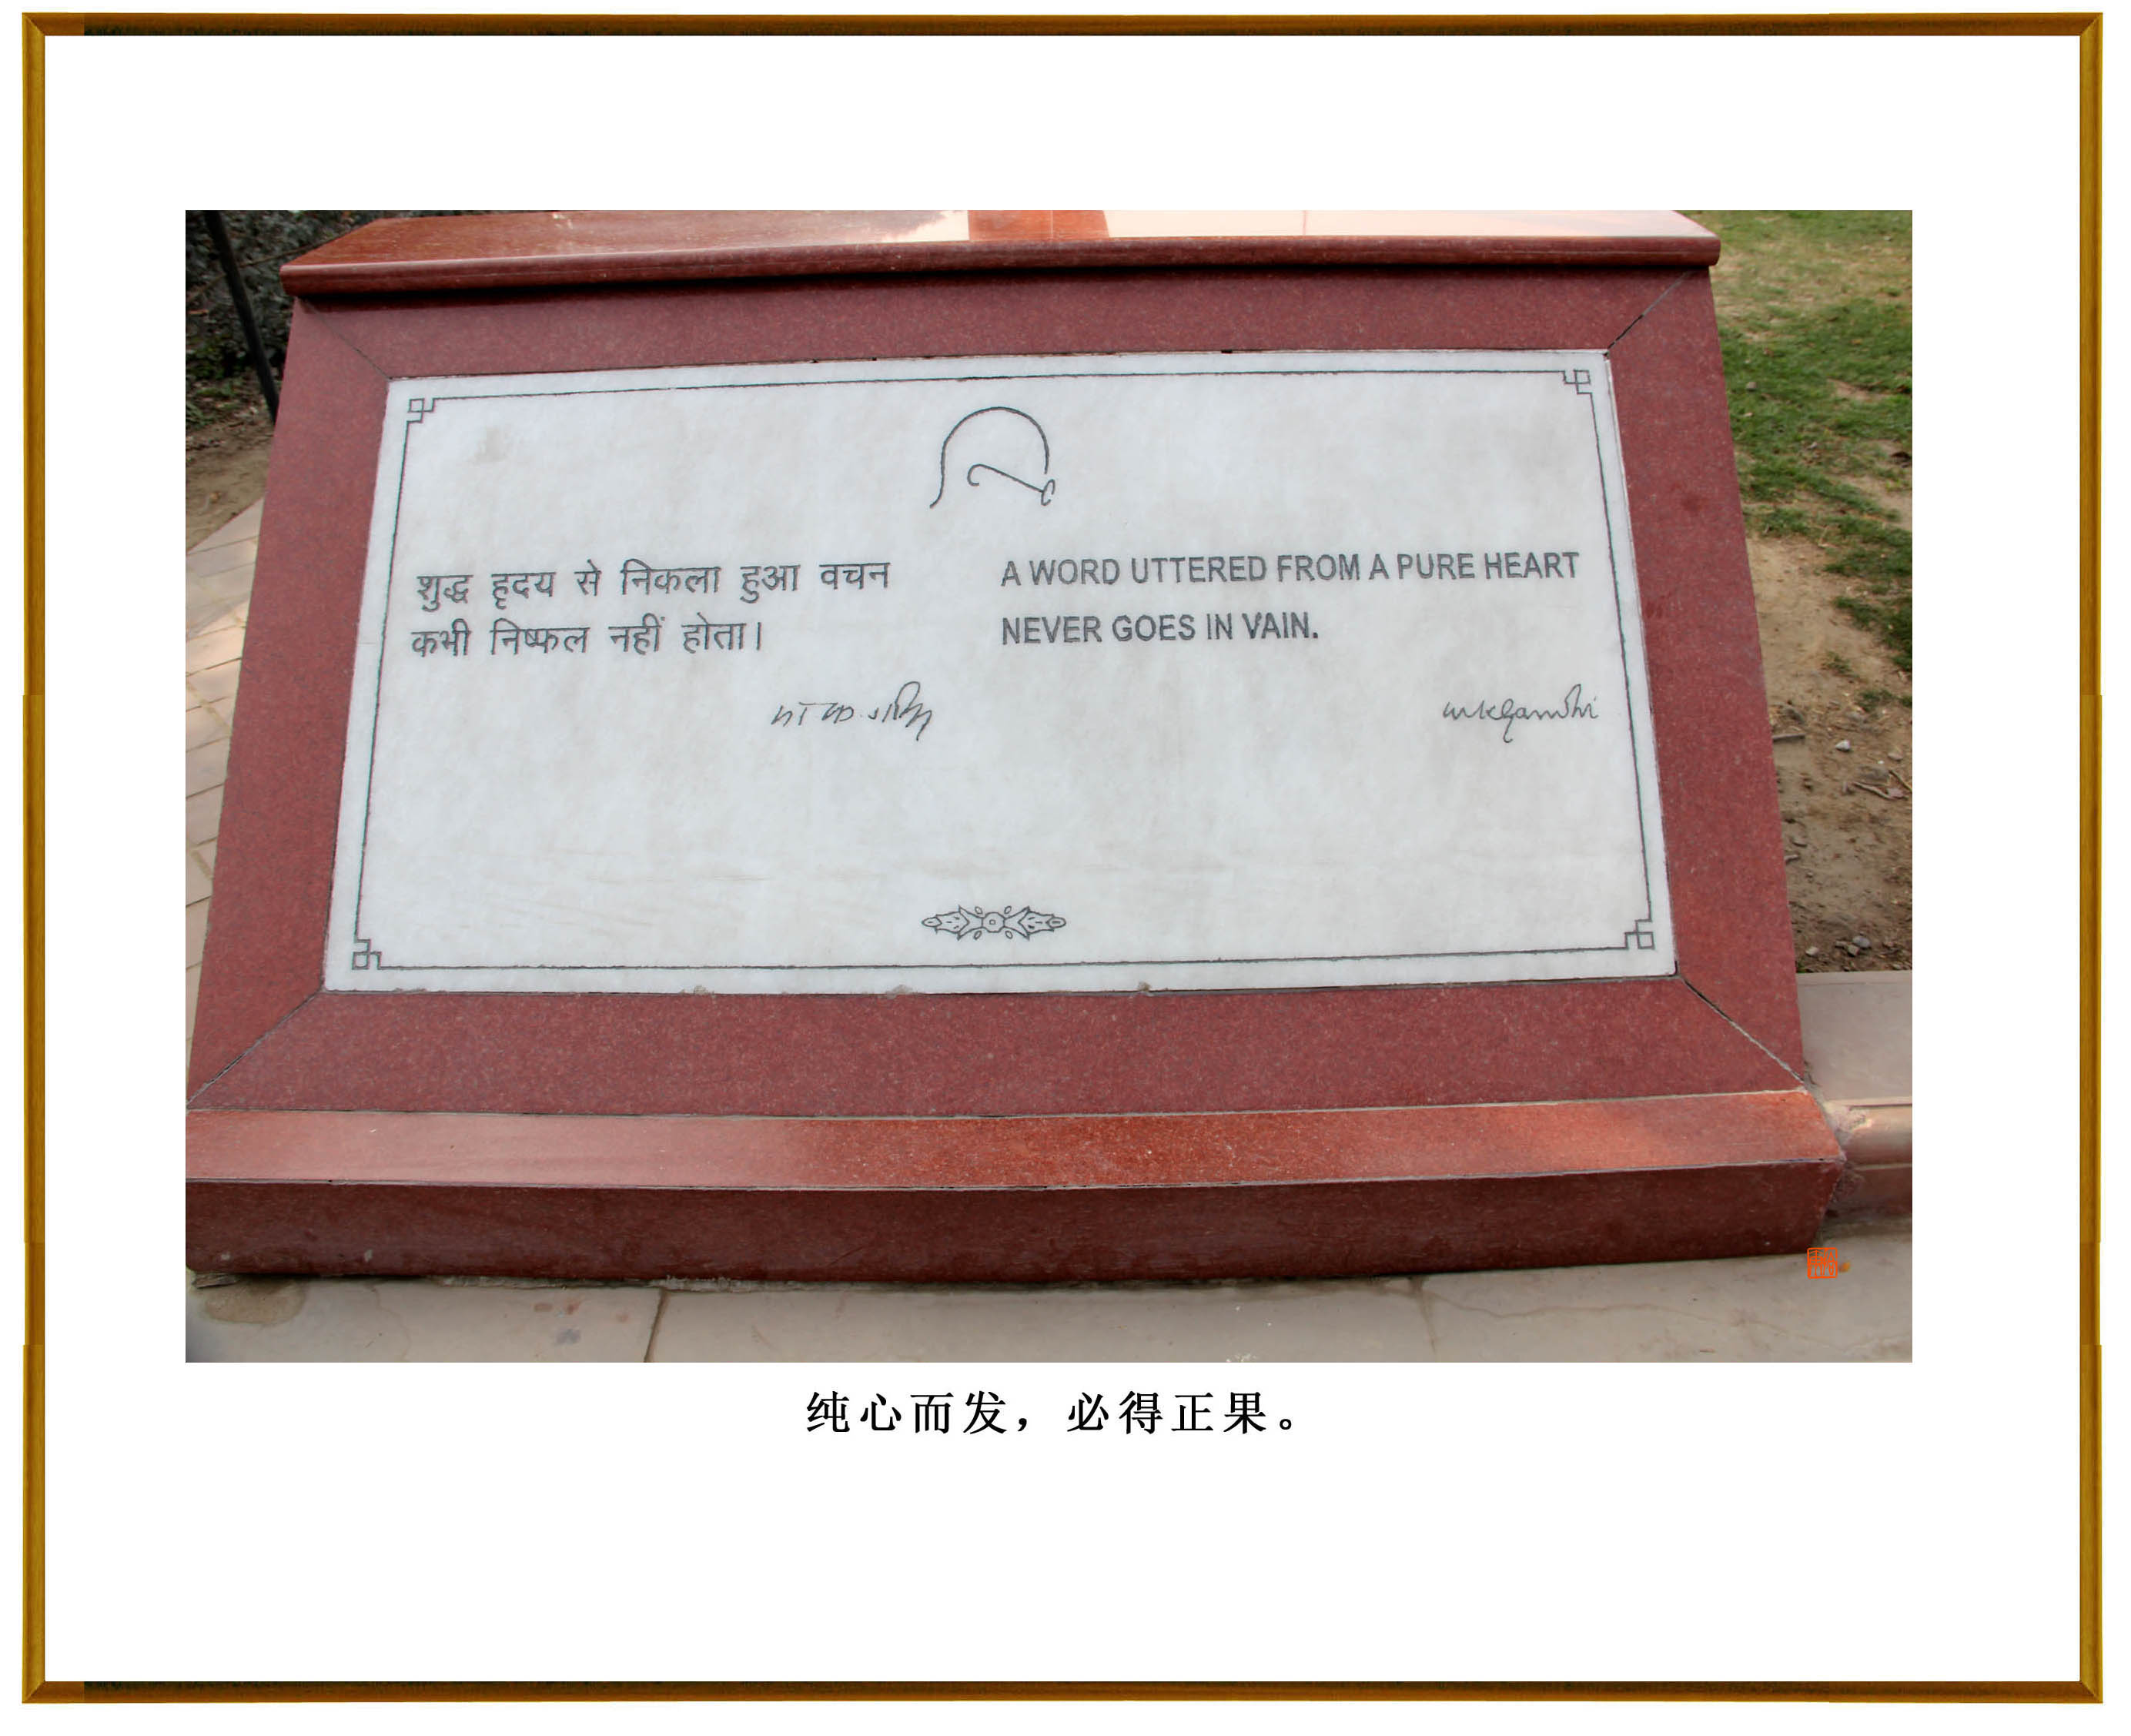 शुद्ध हृदय से निकला हुआ वचन
कभी निष्फल नहीं होता।
A WORD UTTERED FROM A PURE HEART
NEVER GOES IN VAIN.
mkgandhi
纯心而发，必得正果。